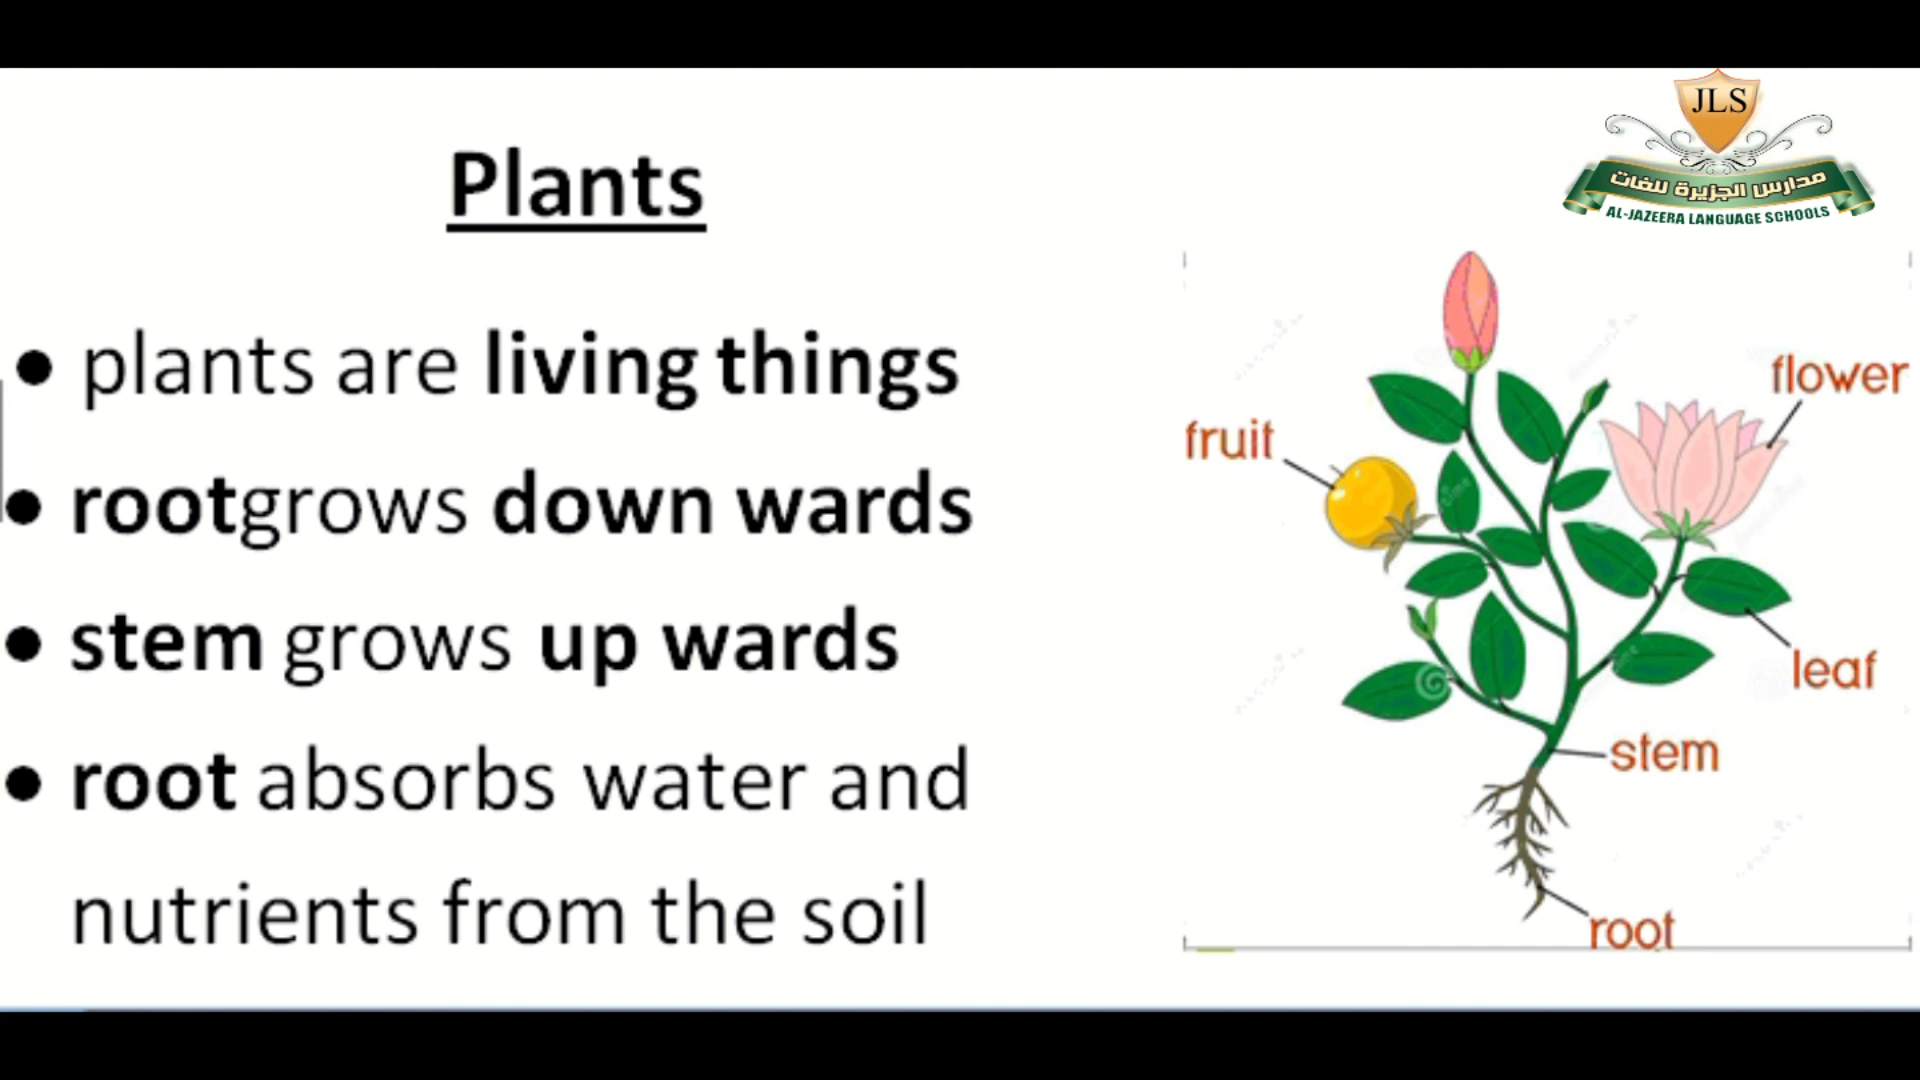 JLS
مدارس الجزيرة للغات
AL-JAZEERA LANGUAGE SCHOOLS
Plants
• plants are living things
• rootgrows down wards
• stem grows up wards
• root absorbs water and
nutrients from the soil
flower
fruit
leaf
stem
root